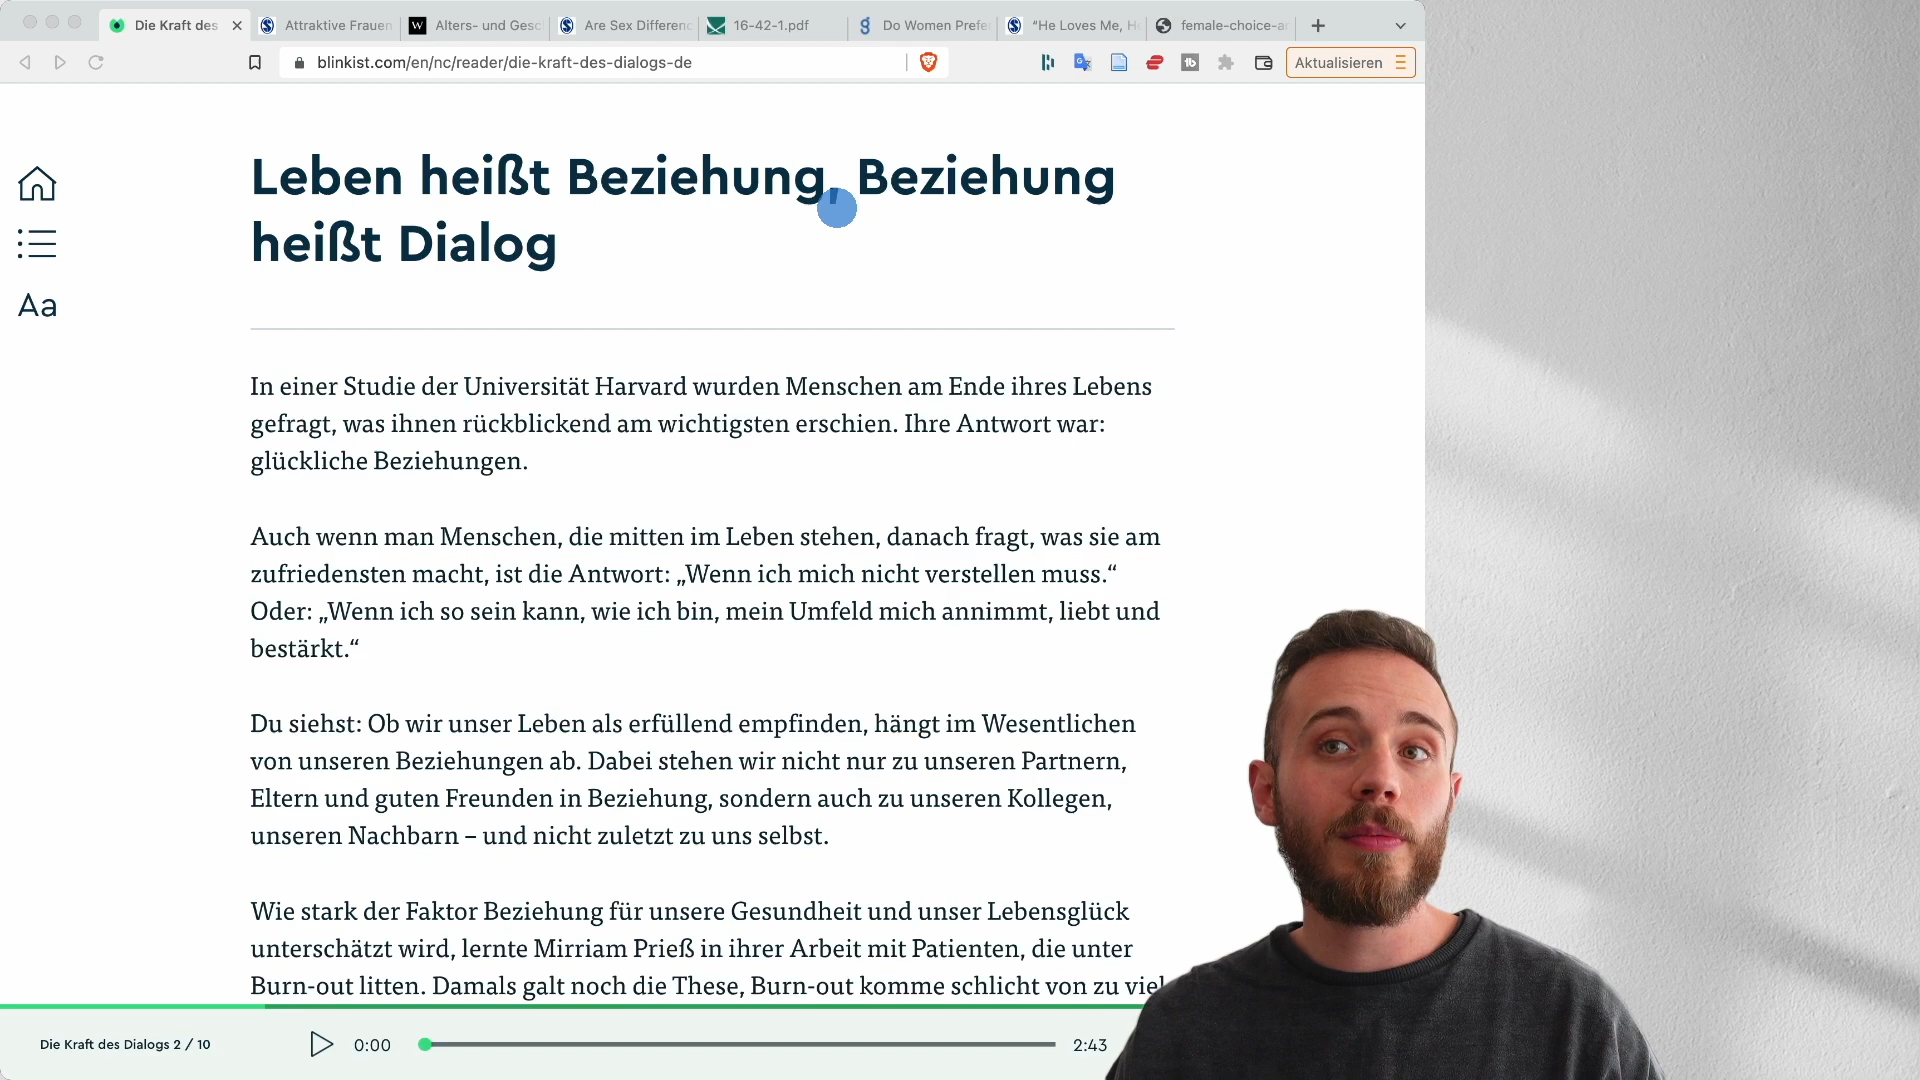 Die Kraft des
Attraktive Frauen
Alters- und Gesc
Are Sex Differenc
16-42-1.pdf
Do Women Prefe
“He Loves Me, H
female-choice-ar
blinkist.com/en/nc/reader/die-kraft-des-dialogs-de
Aktualisieren
Leben heißt Beziehung, Beziehung
heißt Dialog
Aa
In einer Studie der Universität Harvard wurden Menschen am Ende ihres Lebens
gefragt, was ihnen rückblickend am wichtigsten erschien. Ihre Antwort war:
glückliche Beziehungen.
Auch wenn man Menschen, die mitten im Leben stehen, danach fragt, was sie am
zufriedensten macht, ist die Antwort: „Wenn ich mich nicht verstellen muss.“
Oder: „Wenn ich so sein kann, wie ich bin, mein Umfeld mich annimmt, liebt und
bestärkt.“
Du siehst: Ob wir unser Leben als erfüllend empfinden, hängt im Wesentlichen
von unseren Beziehungen ab. Dabei stehen wir nicht nur zu unseren Partnern,
Eltern und guten Freunden in Beziehung, sondern auch zu unseren Kollegen,
unseren Nachbarn – und nicht zuletzt zu uns selbst.
Wie stark der Faktor Beziehung für unsere Gesundheit und unser Lebensglück
unterschätzt wird, lernte Mirriam Prieß in ihrer Arbeit mit Patienten, die unter
Burn-out litten. Damals galt noch die These, Burn-out komme schlicht von zu viel
Die Kraft des Dialogs 2 / 10
0:00
2:43